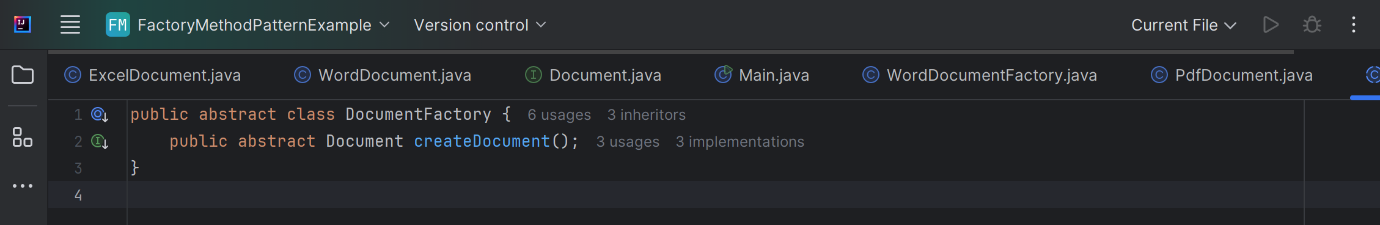 FM FactoryMethodPatternExample Version control Current File
ExcelDocument.java WordDocument.java Document.java Main.java WordDocumentFactory.java PdfDocument.java
1 public abstract class DocumentFactory { 6 usages 3 inheritors
2 public abstract Document createDocument(); 3 usages 3 implementations
3 }
4